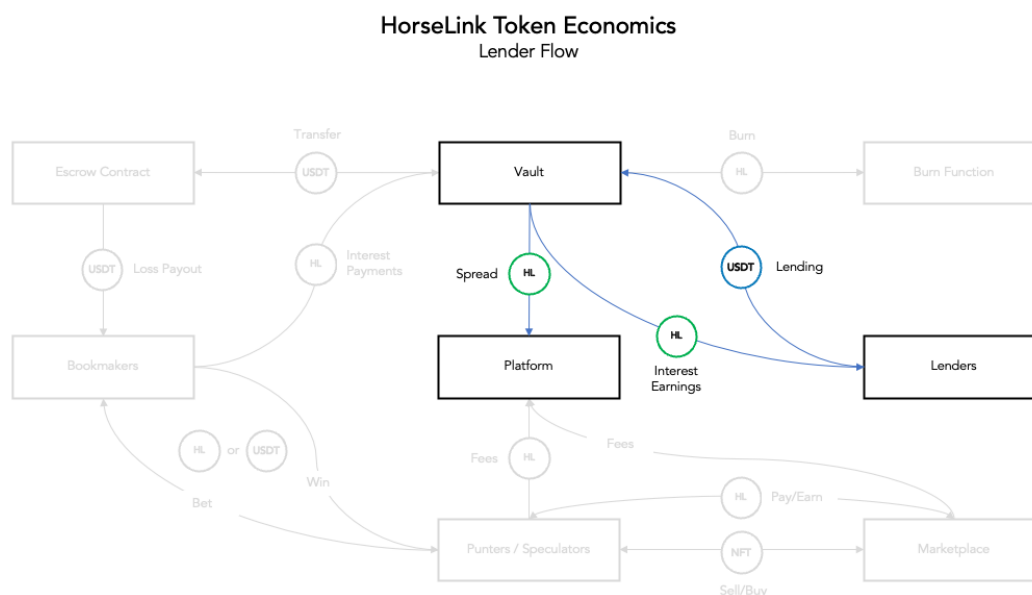 HorseLink Token Economics
Lender Flow
Transfer
Burn
Escrow Contract
USDT
Vault
HL
Burn Function
USDT
Loss Payout
HL
Interest
Payments
Spread
HL
USDT
Lending
Bookmakers
Platform
HL
Interest
Earnings
Lenders
HL
or
USDT
Bet
Win
Fees
HL
Fees
HL
Pay/Earn
Punters / Speculators
NFT
Sell/Buy
Marketplace